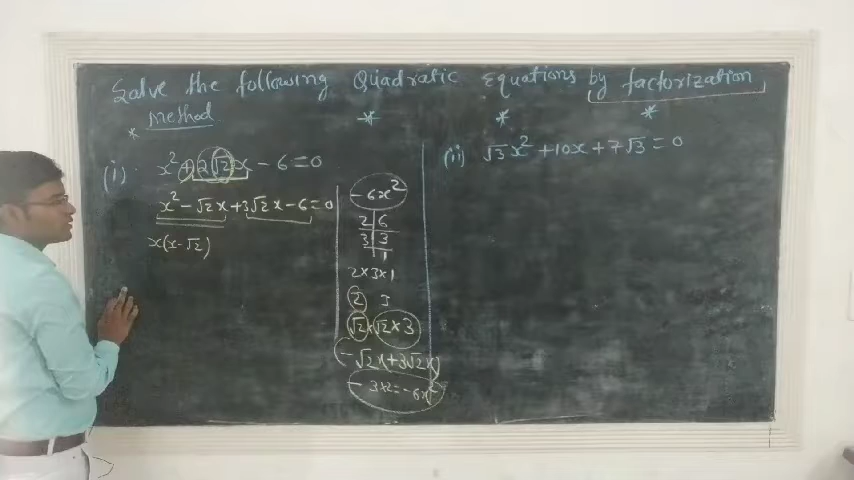 Solve the following Quadratic Equations by factorization
method
(i) x² + 2√2x - 6 = 0
x² - √2x + 3√2x - 6 = 0
x(x-√2)
- 6x²
2 | 6
3 | 3
1
2×3×1
2 3
√2×√2×3
- √2x(+3√2x)
- 3×2=-6x²
(ii) √3x² + 10x + 7√3 = 0